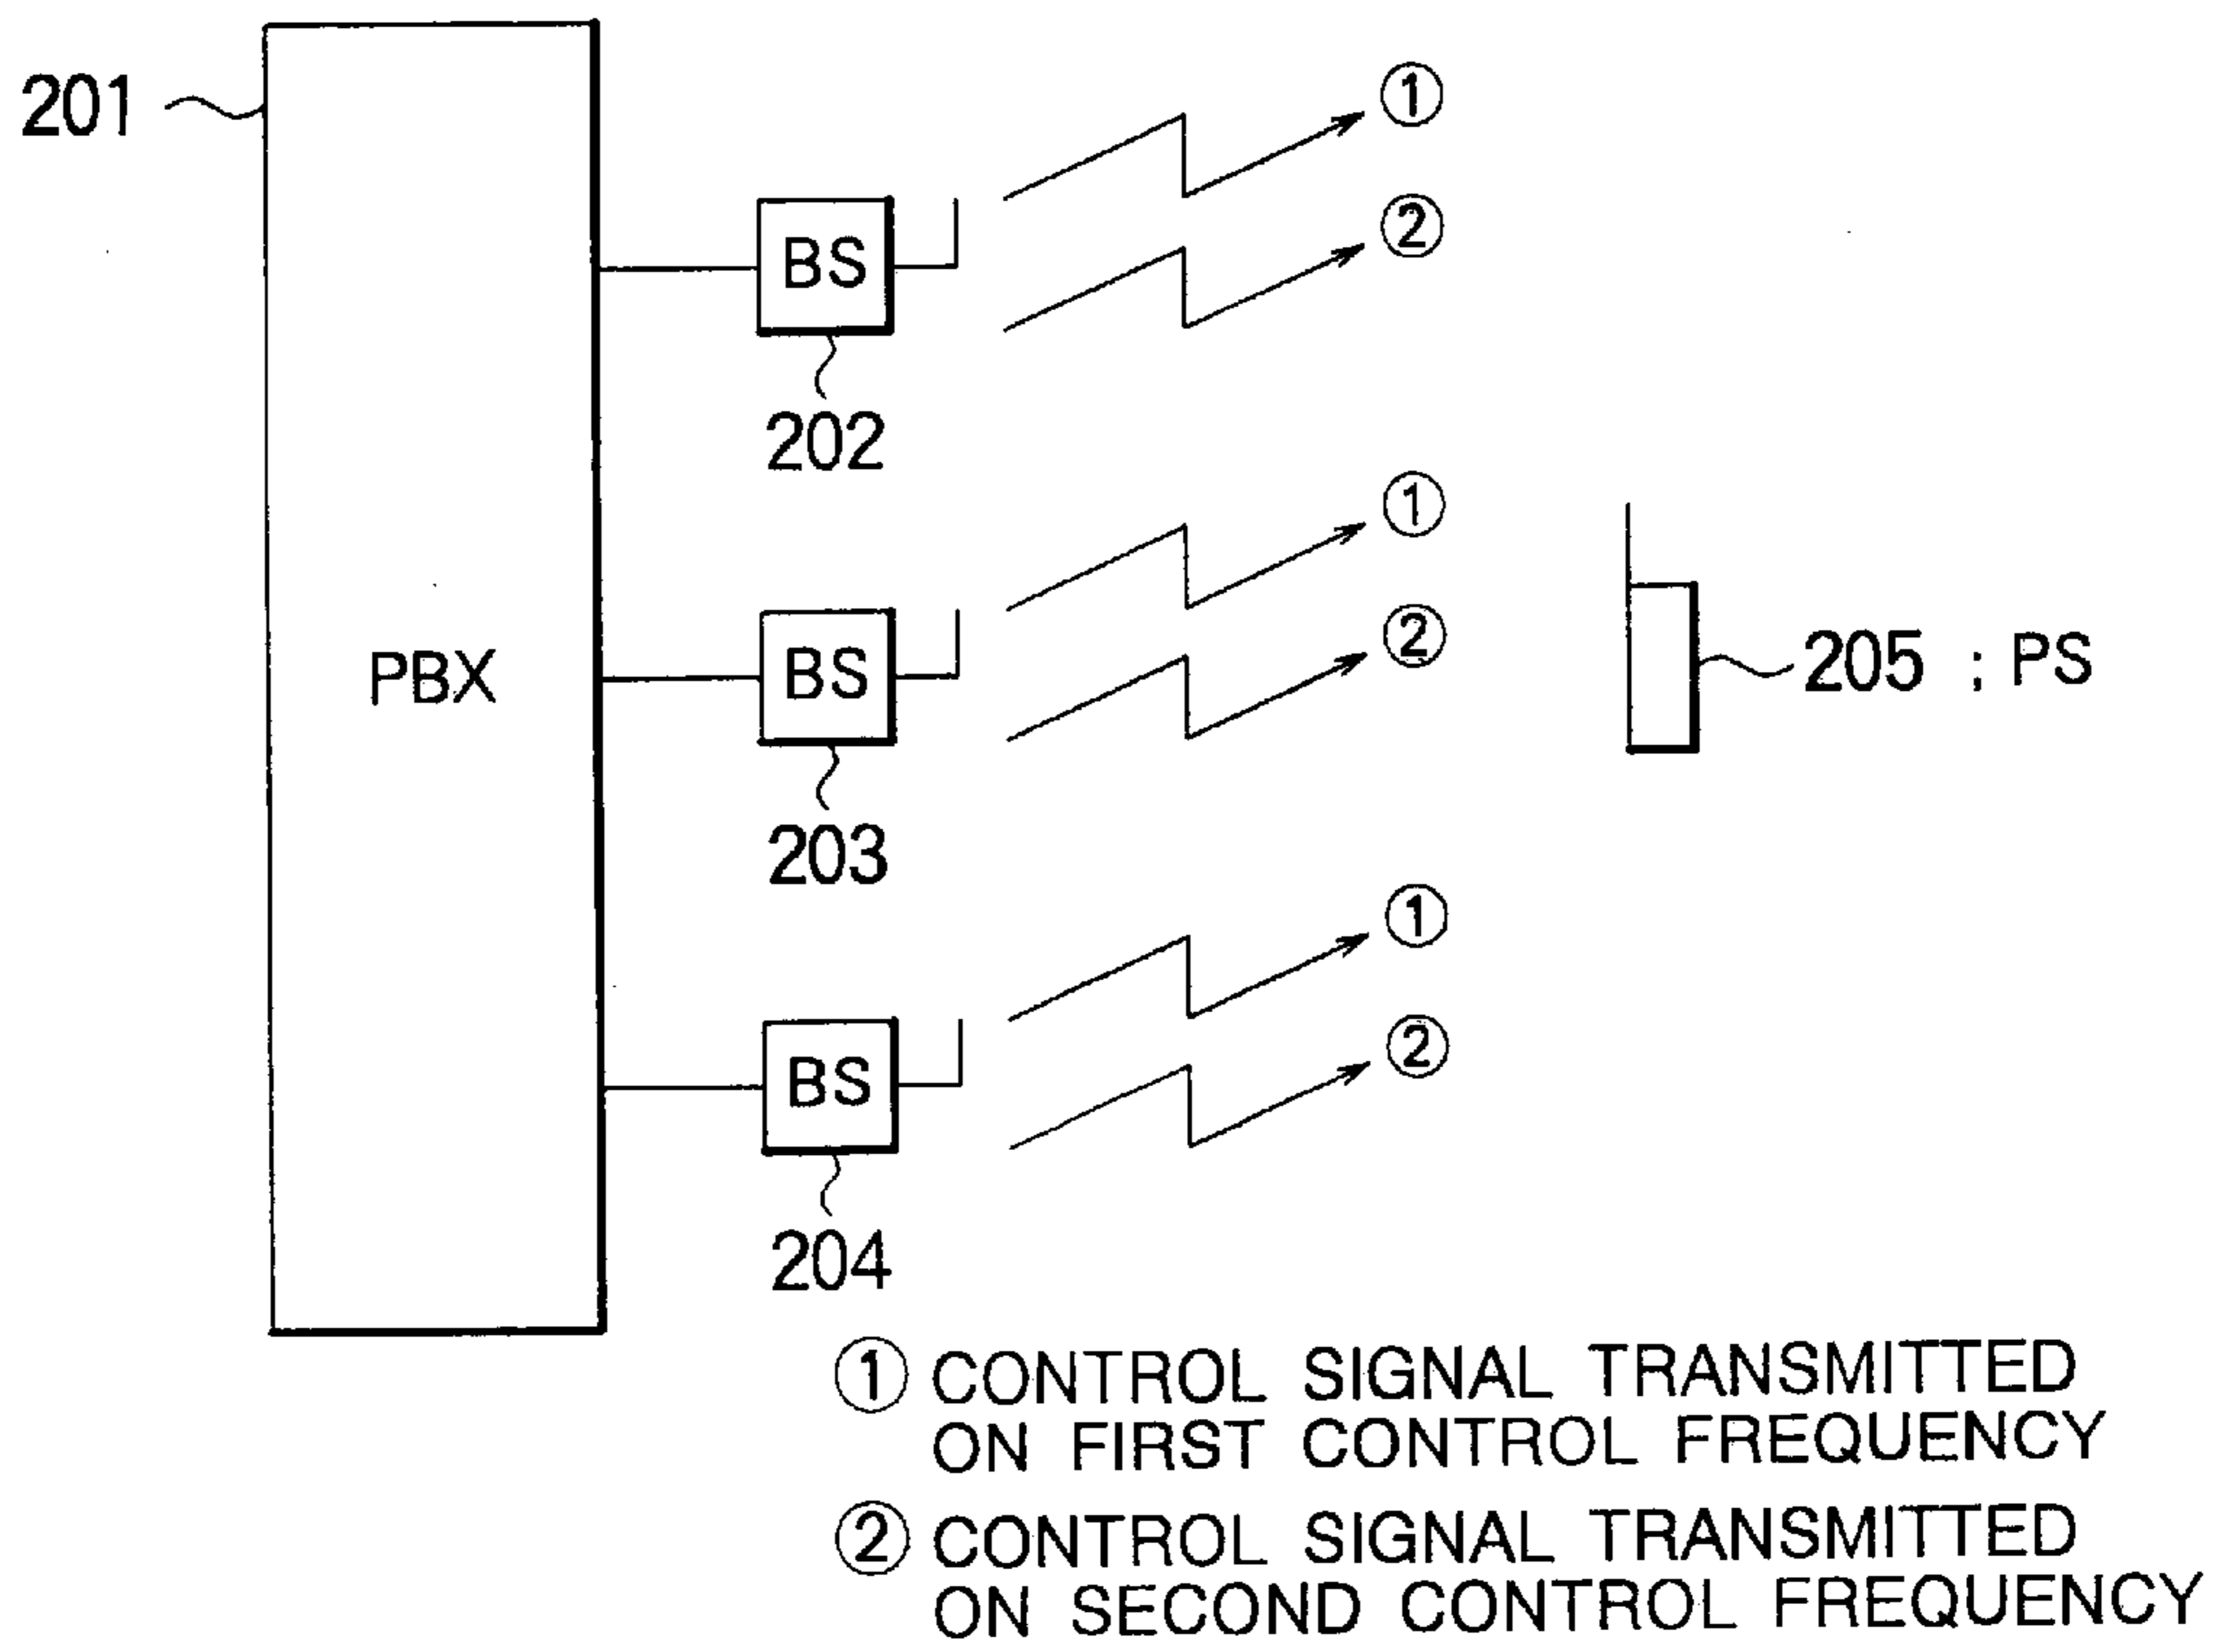 201
①
②
BS
202
①
②
PBX
BS
205 ; PS
203
①
②
BS
204
① CONTROL SIGNAL TRANSMITTED
ON FIRST CONTROL FREQUENCY
② CONTROL SIGNAL TRANSMITTED
ON SECOND CONTROL FREQUENCY